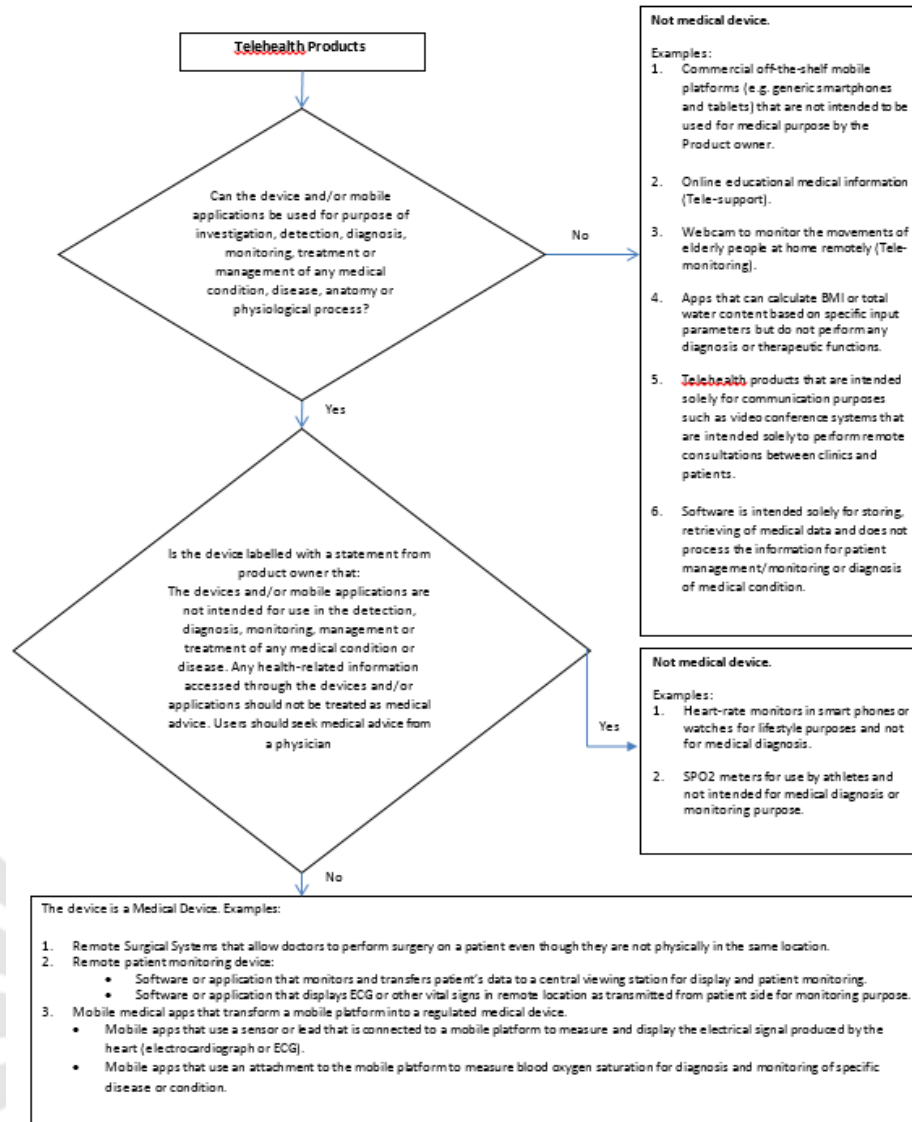 Telehealth Products
Can the device and/or mobile
applications be used for purpose of
investigation, detection, diagnosis,
monitoring, treatment or
management of any medical
condition, disease, anatomy or
physiological process?
No
Not medical device.
Examples:
1. Commercial off-the-shelf mobile
platforms (e.g. generic smartphones
and tablets) that are not intended to be
used for medical purpose by the
Product owner.
2. Online educational medical information
(Tele-support).
3. Webcam to monitor the movements of
elderly people at home remotely (Tele-
monitoring).
4. Apps that can calculate BMI or total
water content based on specific input
parameters but do not perform any
diagnosis or therapeutic functions.
5. Telehealth products that are intended
solely for communication purposes
such as video conference systems that
are intended solely to perform remote
consultations between clinics and
patients.
6. Software is intended solely for storing,
retrieving of medical data and does not
process the information for patient
management/monitoring or diagnosis
of medical condition.
Yes
Is the device labelled with a statement from
product owner that:
The devices and/or mobile applications are
not intended for use in the detection,
diagnosis, monitoring, management or
treatment of any medical condition or
disease. Any health-related information
accessed through the devices and/or
applications should not be treated as medical
advice. Users should seek medical advice from
a physician
Yes
Not medical device.
Examples:
1. Heart-rate monitors in smart phones or
watches for lifestyle purposes and not
for medical diagnosis.
2. SPO2 meters for use by athletes and
not intended for medical diagnosis or
monitoring purpose.
No
The device is a Medical Device. Examples:
1. Remote Surgical Systems that allow doctors to perform surgery on a patient even though they are not physically in the same location.
2. Remote patient monitoring device:
• Software or application that monitors and transfers patient's data to a central viewing station for display and patient monitoring.
• Software or application that displays ECG or other vital signs in remote location as transmitted from patient side for monitoring purpose.
3. Mobile medical apps that transform a mobile platform into a regulated medical device.
• Mobile apps that use a sensor or lead that is connected to a mobile platform to measure and display the electrical signal produced by the
heart (electrocardiograph or ECG).
• Mobile apps that use an attachment to the mobile platform to measure blood oxygen saturation for diagnosis and monitoring of specific
disease or condition.